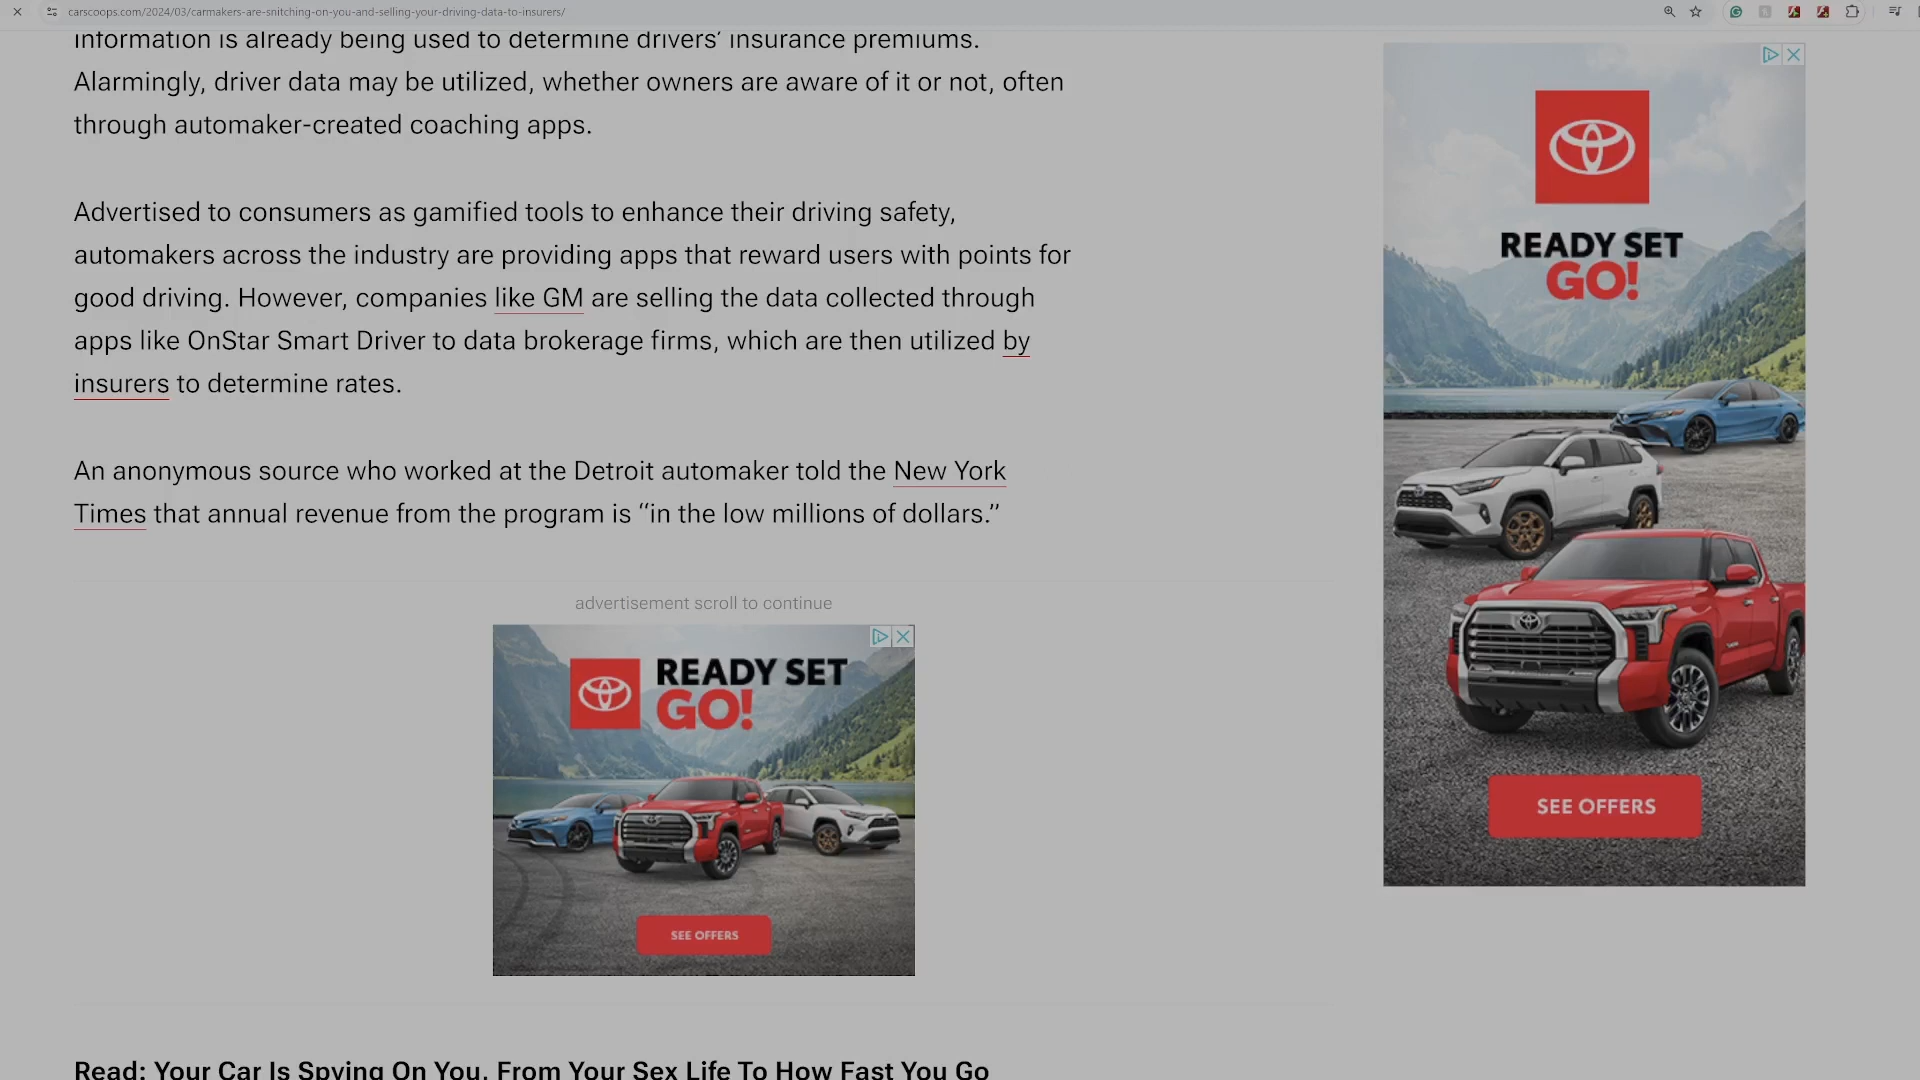 carscoops.com/2024/03/carmakers-are-snitching-on-you-and-selling-your-driving-data-to-insurers/
information is already being used to determine drivers’ insurance premiums.
Alarmingly, driver data may be utilized, whether owners are aware of it or not, often
through automaker-created coaching apps.
Advertised to consumers as gamified tools to enhance their driving safety,
automakers across the industry are providing apps that reward users with points for
good driving. However, companies like GM are selling the data collected through
apps like OnStar Smart Driver to data brokerage firms, which are then utilized by
insurers to determine rates.
An anonymous source who worked at the Detroit automaker told the New York
Times that annual revenue from the program is “in the low millions of dollars.”
advertisement scroll to continue
READY SET
GO!
SEE OFFERS
Read: Your Car Is Spying On You, From Your Sex Life To How Fast You Go
READY SET
GO!
SEE OFFERS